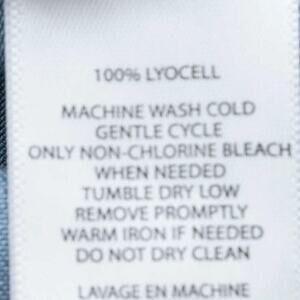 100% LYOCELL
MACHINE WASH COLD
GENTLE CYCLE
ONLY NON-CHLORINE BLEACH
WHEN NEEDED
TUMBLE DRY LOW
REMOVE PROMPTLY
WARM IRON IF NEEDED
DO NOT DRY CLEAN
LAVAGE EN MACHINE